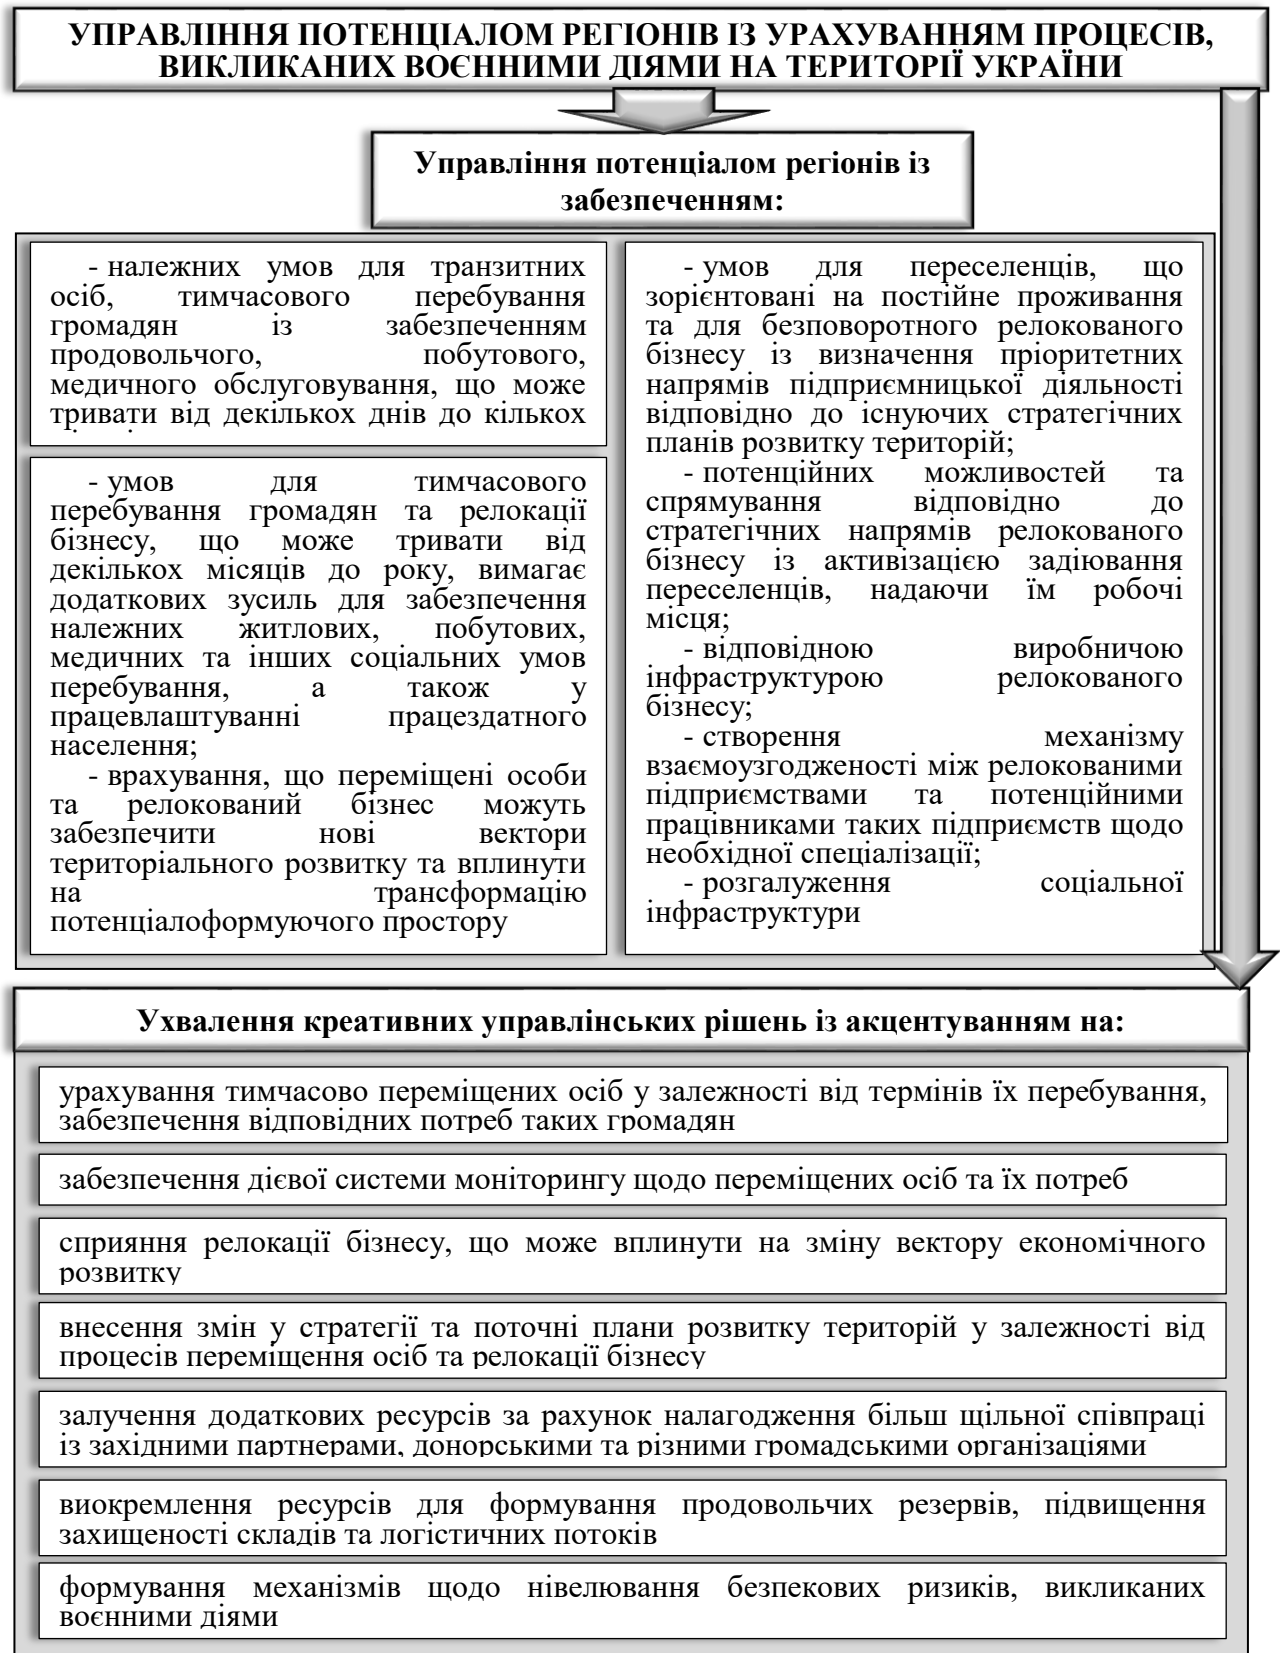 УПРАВЛІННЯ ПОТЕНЦІАЛОМ РЕГІОНІВ ІЗ УРАХУВАННЯМ ПРОЦЕСІВ,
ВИКЛИКАНИХ ВОЄННИМИ ДІЯМИ НА ТЕРИТОРІЇ УКРАЇНИ
Управління потенціалом регіонів із
забезпеченням:
- належних умов для транзитних
осіб, тимчасового перебування
громадян із забезпеченням
продовольчого, побутового,
медичного обслуговування, що може
тривати від декількох днів до кількох
- умов для тимчасового
перебування громадян та релокації
бізнесу, що може тривати від
декількох місяців до року, вимагає
додаткових зусиль для забезпечення
належних житлових, побутових,
медичних та інших соціальних умов
перебування, а також у
працевлаштуванні працездатного
населення;
- врахування, що переміщені особи
та релокований бізнес можуть
забезпечити нові вектори
територіального розвитку та вплинути
на трансформацію
потенціалоформуючого простору
- умов для переселенців, що
зорієнтовані на постійне проживання
та для безповоротного релокованого
бізнесу із визначення пріоритетних
напрямів підприємницької діяльності
відповідно до існуючих стратегічних
планів розвитку територій;
- потенційних можливостей та
спрямування відповідно до
стратегічних напрямів релокованого
бізнесу із активізацією задіювання
переселенців, надаючи їм робочі
місця;
- відповідною виробничою
інфраструктурою релокованого
бізнесу;
- створення механізму
взаємоузгодженості між релокованими
підприємствами та потенційними
працівниками таких підприємств щодо
необхідної спеціалізації;
- розгалуження соціальної
інфраструктури
Ухвалення креативних управлінських рішень із акцентуванням на:
урахування тимчасово переміщених осіб у залежності від термінів їх перебування,
забезпечення відповідних потреб таких громадян
забезпечення дієвої системи моніторингу щодо переміщених осіб та їх потреб
сприяння релокації бізнесу, що може вплинути на зміну вектору економічного
розвитку
внесення змін у стратегії та поточні плани розвитку територій у залежності від
процесів переміщення осіб та релокації бізнесу
залучення додаткових ресурсів за рахунок налагодження більш щільної співпраці
із західними партнерами, донорськими та різними громадськими організаціями
виокремлення ресурсів для формування продовольчих резервів, підвищення
захищеності складів та логістичних потоків
формування механізмів щодо нівелювання безпекових ризиків, викликаних
воєнними діями